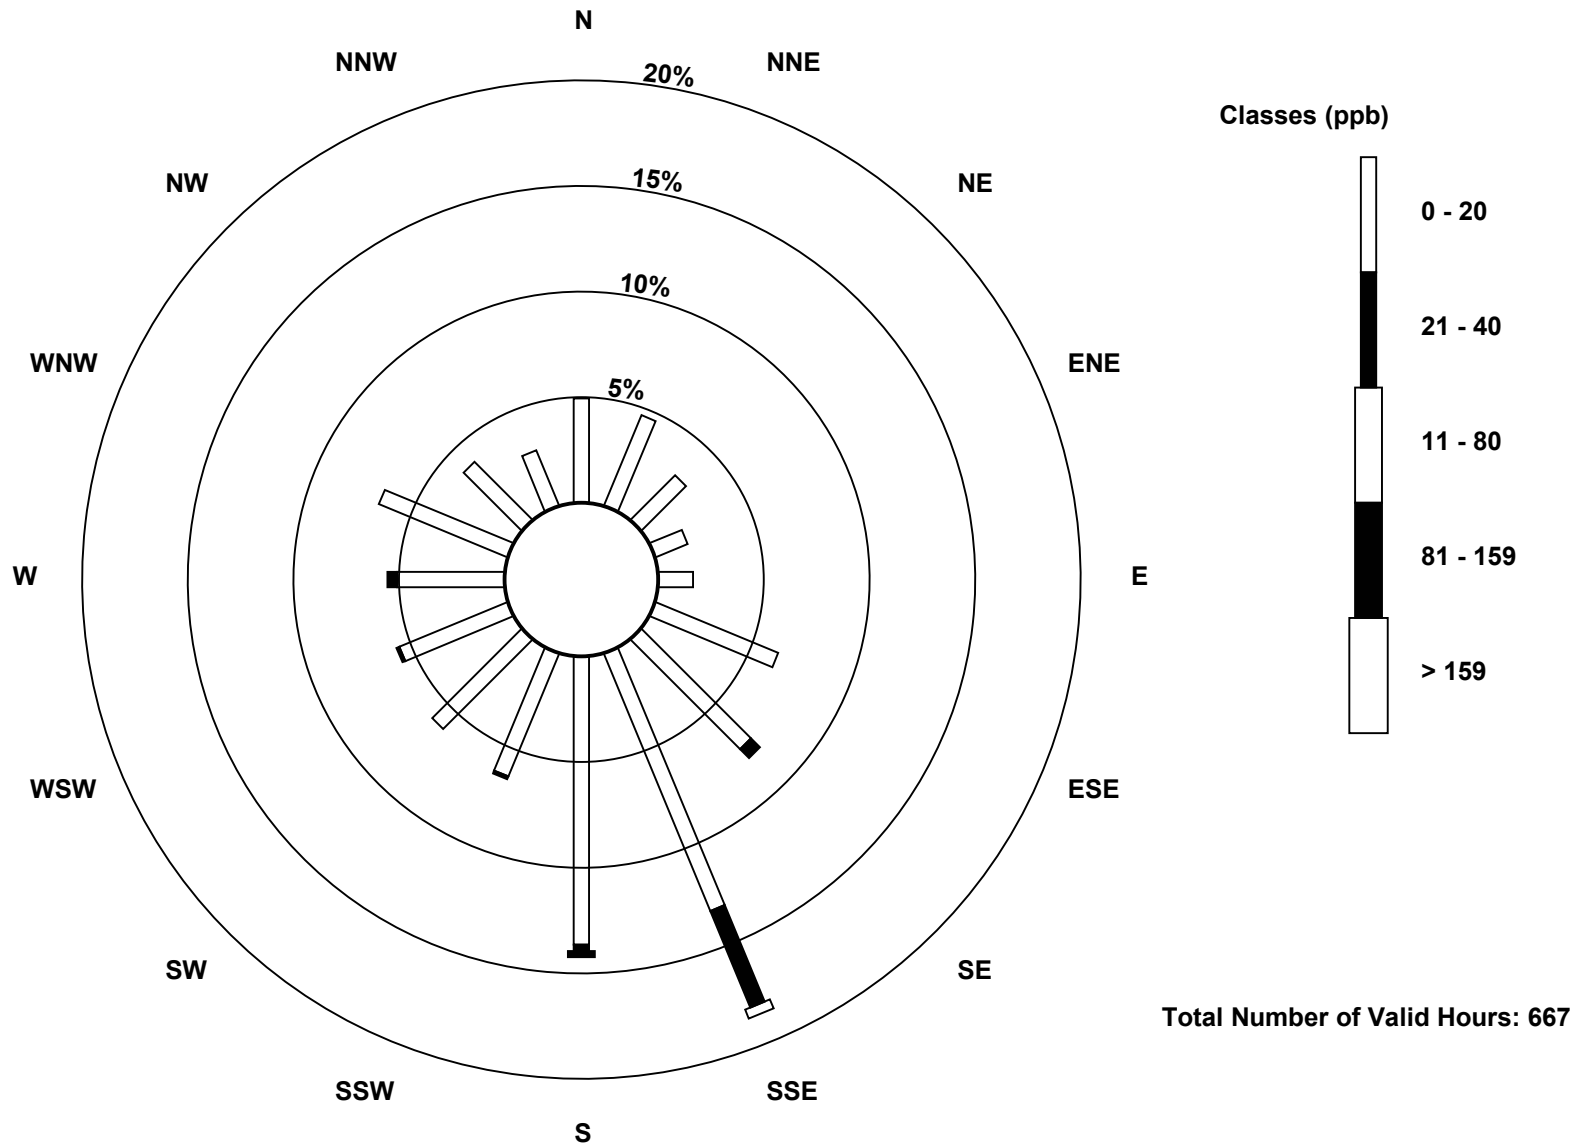 N
NNW
NNE
20%
Classes (ppb)
NW
15%
NE
0 - 20
10%
21 - 40
WNW
ENE
5%
11 - 80
W
E
81 - 159
> 159
WSW
ESE
SW
SE
Total Number of Valid Hours: 667
SSW
SSE
S